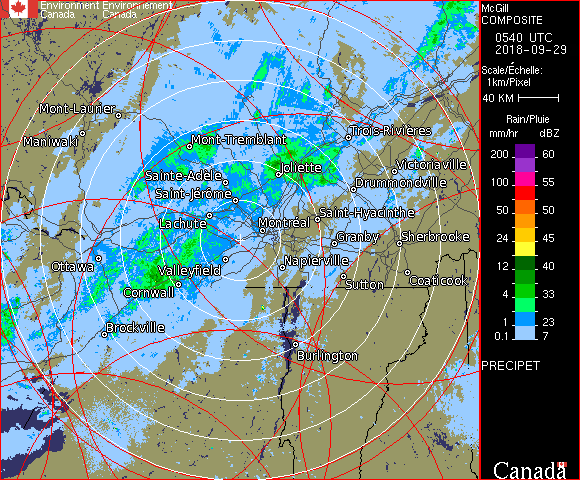 Environment Environnement
Canada Canada
McGill
COMPOSITE
0540 UTC
2018-09-29
Scale/Échelle:
1km/Pixel
40 KM
Rain/Pluie
mm/hr dBZ
200 60
100 55
50 50
24 45
12 40
4 33
1 23
0.1 7
PRECIPET
Canada
Mont-Laurier
Maniwaki
Mont-Tremblant
Trois-Rivières
Sainte-Adèle
Joliette
Victoriaville
Saint-Jérôme
Drummondville
Lachute
Montréal
Saint-Hyacinthe
Granby
Sherbrooke
Ottawa
Valleyfield
Napierville
Cornwall
Sutton
Coaticook
Brockville
Burlington